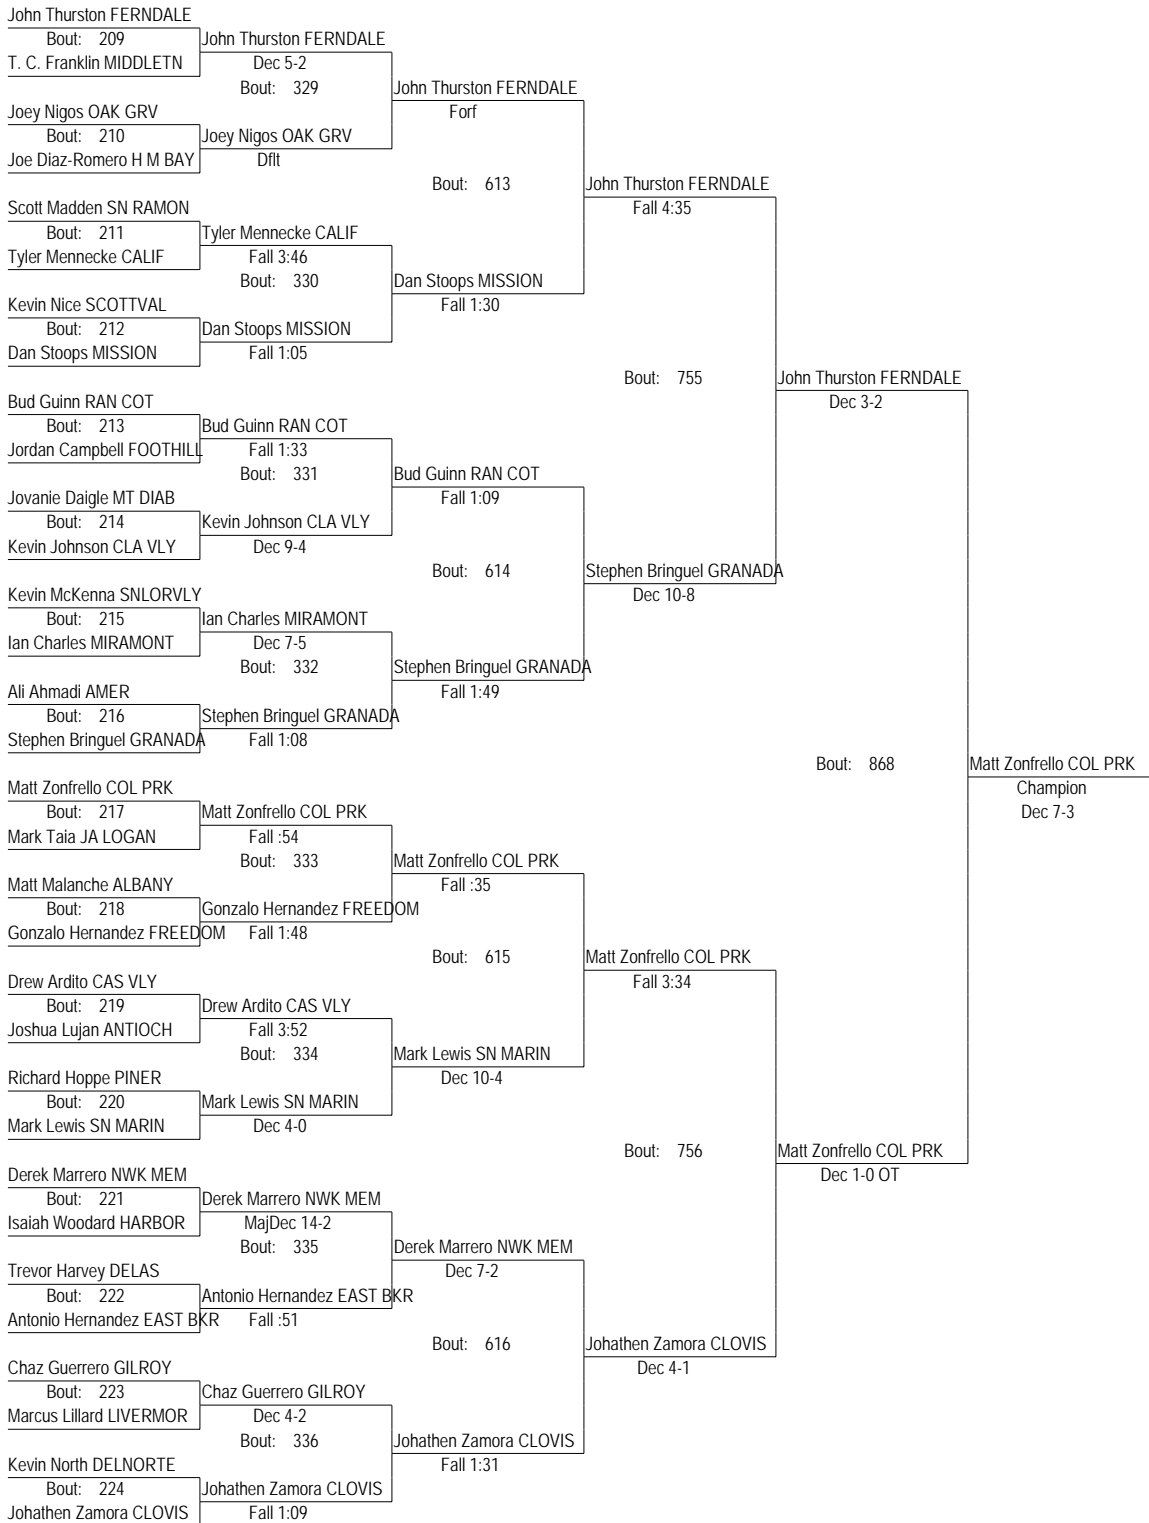 John Thurston FERNDALE
Bout: 209
John Thurston FERNDALE
T. C. Franklin MIDDLETN
Dec 5-2
Bout: 329
John Thurston FERNDALE
Joey Nigos OAK GRV
Forf
Bout: 210
Joey Nigos OAK GRV
Joe Diaz-Romero H M BAY
Dflt
Bout: 613
John Thurston FERNDALE
Scott Madden SN RAMON
Fall 4:35
Bout: 211
Tyler Mennecke CALIF
Tyler Mennecke CALIF
Fall 3:46
Bout: 330
Dan Stoops MISSION
Kevin Nice SCOTTVAL
Fall 1:30
Bout: 212
Dan Stoops MISSION
Dan Stoops MISSION
Fall 1:05
Bout: 755
John Thurston FERNDALE
Bud Guinn RAN COT
Dec 3-2
Bout: 213
Bud Guinn RAN COT
Jordan Campbell FOOTHILL
Fall 1:33
Bout: 331
Bud Guinn RAN COT
Jovanie Daigle MT DIAB
Fall 1:09
Bout: 214
Kevin Johnson CLA VLY
Kevin Johnson CLA VLY
Dec 9-4
Bout: 614
Stephen Bringuel GRANADA
Kevin McKenna SNLORVLY
Dec 10-8
Bout: 215
Ian Charles MIRAMONT
Ian Charles MIRAMONT
Dec 7-5
Bout: 332
Stephen Bringuel GRANADA
Ali Ahmadi AMER
Fall 1:49
Bout: 216
Stephen Bringuel GRANADA
Stephen Bringuel GRANADA
Fall 1:08
Bout: 868
Matt Zonfrello COL PRK
Matt Zonfrello COL PRK
Champion
Bout: 217
Matt Zonfrello COL PRK
Dec 7-3
Mark Taia JA LOGAN
Fall :54
Bout: 333
Matt Zonfrello COL PRK
Matt Malanche ALBANY
Fall :35
Bout: 218
Gonzalo Hernandez FREEDOM
Gonzalo Hernandez FREEDOM
Fall 1:48
Bout: 615
Matt Zonfrello COL PRK
Drew Ardito CAS VLY
Fall 3:34
Bout: 219
Drew Ardito CAS VLY
Joshua Lujan ANTIOCH
Fall 3:52
Bout: 334
Mark Lewis SN MARIN
Richard Hoppe PINER
Dec 10-4
Bout: 220
Mark Lewis SN MARIN
Mark Lewis SN MARIN
Dec 4-0
Bout: 756
Matt Zonfrello COL PRK
Derek Marrero NWK MEM
Dec 1-0 OT
Bout: 221
Derek Marrero NWK MEM
Isaiah Woodard HARBOR
MajDec 14-2
Bout: 335
Derek Marrero NWK MEM
Trevor Harvey DELAS
Dec 7-2
Bout: 222
Antonio Hernandez EAST BKR
Antonio Hernandez EAST BKR
Fall :51
Bout: 616
Johathen Zamora CLOVIS
Chaz Guerrero GILROY
Dec 4-1
Bout: 223
Chaz Guerrero GILROY
Marcus Lillard LIVERMOR
Dec 4-2
Bout: 336
Johathen Zamora CLOVIS
Kevin North DELNORTE
Fall 1:31
Bout: 224
Johathen Zamora CLOVIS
Johathen Zamora CLOVIS
Fall 1:09